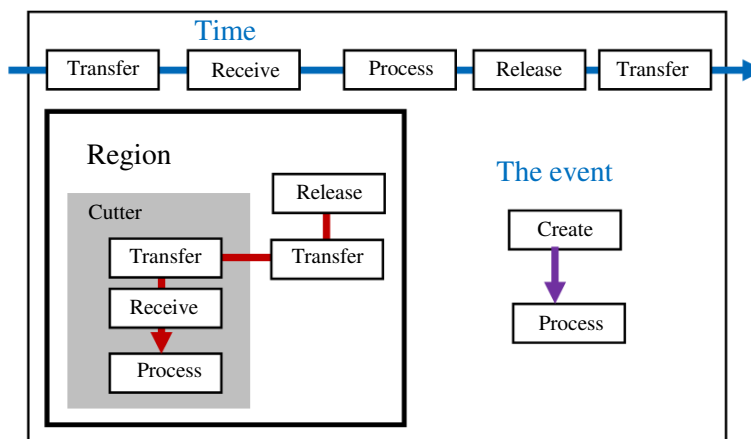 Time
Transfer
Receive
Process
Release
Transfer
Region
Cutter
Release
Transfer
Transfer
Receive
Process
The event
Create
Process